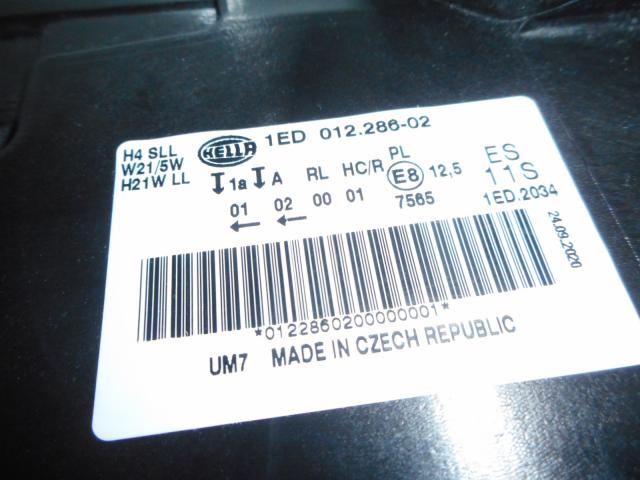 H4 SLL
W21/5W
H21W LL
HELLA
1ED 012.286-02
1a A RL HC/R PL
01 02 00 01
E8 12,5
7565
ES
11S
1ED.2034
24.09.2020
*0122860200000001*
UM7 MADE IN CZECH REPUBLIC